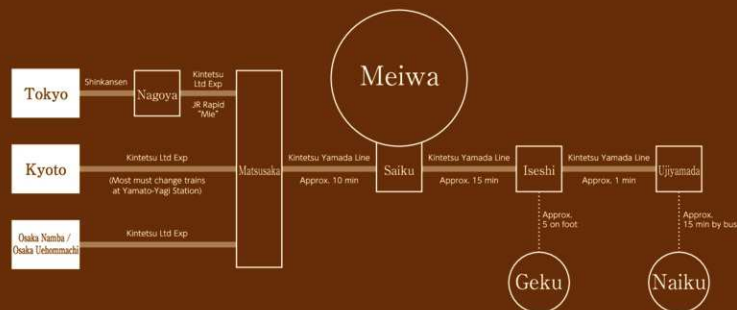 Meiwa
Tokyo
Shinkansen
Nagoya
Kintetsu
Ltd Exp
JR Rapid
"Mie"
Kyoto
Kintetsu Ltd Exp
(Most must change trains
at Yamato-Yagi Station)
Osaka Namba /
Osaka Uehommachi
Kintetsu Ltd Exp
Matsusaka
Kintetsu Yamada Line
Approx. 10 min
Saiku
Kintetsu Yamada Line
Approx. 15 min
Iseshi
Kintetsu Yamada Line
Approx. 1 min
Ujiyamada
Approx.
5 on foot
Geku
Approx.
15 min by bus
Naiku